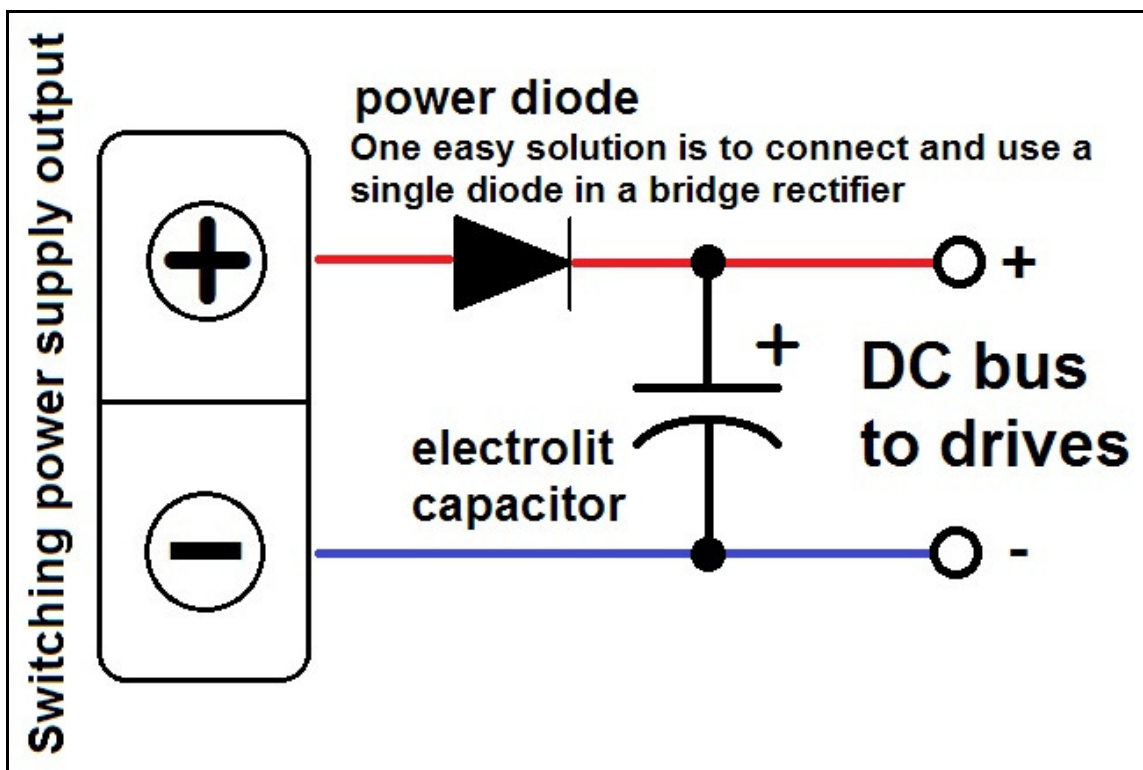 Switching power supply output
power diode
One easy solution is to connect and use a
single diode in a bridge rectifier
+
+
+
DC bus
to drives
electrolit
capacitor
-
-